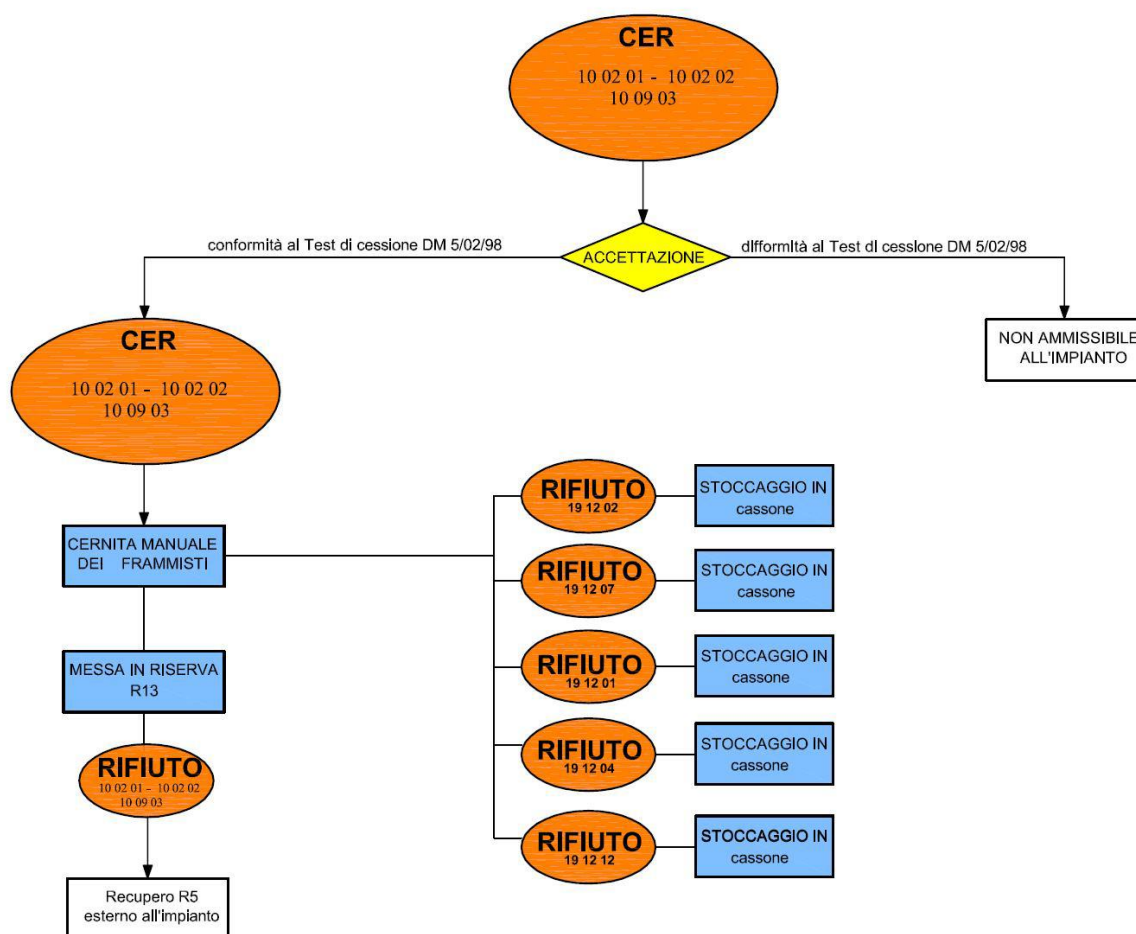 CER
10 02 01 - 10 02 02
10 09 03
conformità al Test di cessione DM 5/02/98
ACCETTAZIONE
difformità al Test di cessione DM 5/02/98
NON AMMISSIBILE
ALL'IMPIANTO
CER
10 02 01 - 10 02 02
10 09 03
CERNITA MANUALE
DEI FRAMMISTI
RIFIUTO
19 12 02
STOCCAGGIO IN
cassone
RIFIUTO
19 12 07
STOCCAGGIO IN
cassone
RIFIUTO
19 12 01
STOCCAGGIO IN
cassone
RIFIUTO
19 12 04
STOCCAGGIO IN
cassone
RIFIUTO
19 12 12
STOCCAGGIO IN
cassone
MESSA IN RISERVA
R13
RIFIUTO
10 02 01 - 10 02 02
10 09 03
Recupero R5
esterno all'impianto